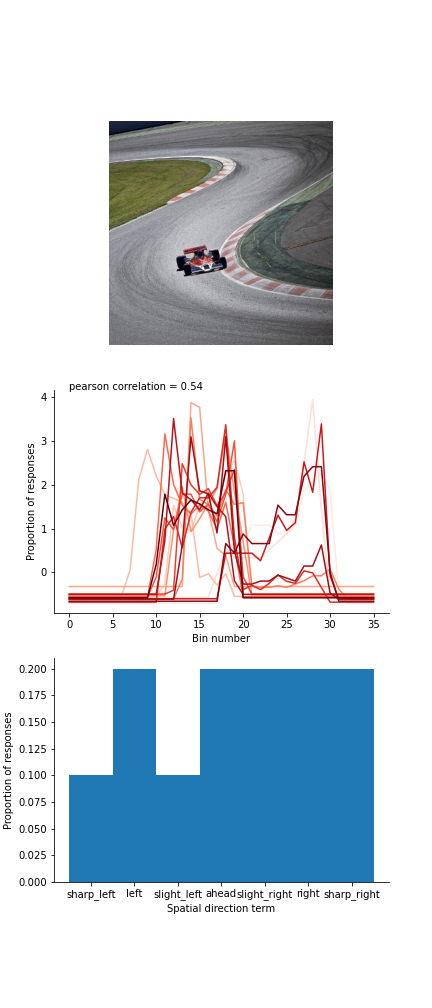 pearson correlation = 0.54
4
3
2
1
0
Proportion of responses
0 5 10 15 20 25 30 35
Bin number
0.200
0.175
0.150
0.125
0.100
0.075
0.050
0.025
0.000
Proportion of responses
sharp_left left slight_left ahead slight_right right sharp_right
Spatial direction term